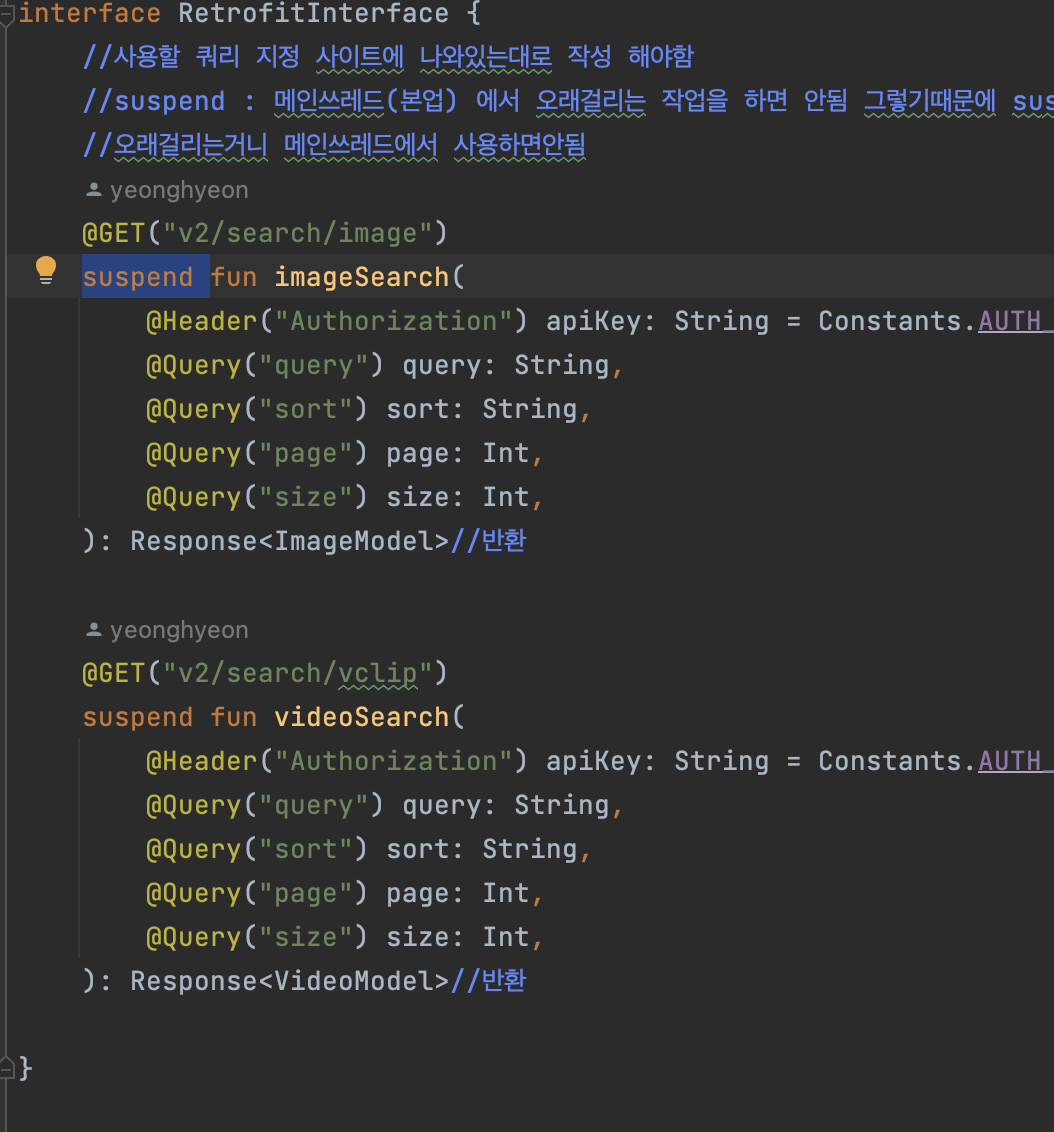 interface RetrofitInterface {
//사용할 쿼리 지정 사이트에 나와있는대로 작성 해야함
//suspend : 메인쓰레드(본업) 에서 오래걸리는 작업을 하면 안됨 그렇기때문에
//오래걸리는거니 메인쓰레드에서 사용하면안됨
yeonghyeon
@GET("v2/search/image")
suspend fun imageSearch(
@Header("Authorization") apiKey: String = Constants.AUTH_
@Query("query") query: String,
@Query("sort") sort: String,
@Query("page") page: Int,
@Query("size") size: Int,
): Response<ImageModel>//반환
yeonghyeon
@GET("v2/search/vclip")
suspend fun videoSearch(
@Header("Authorization") apiKey: String = Constants.AUTH_
@Query("query") query: String,
@Query("sort") sort: String,
@Query("page") page: Int,
@Query("size") size: Int,
): Response<VideoModel>//반환
}